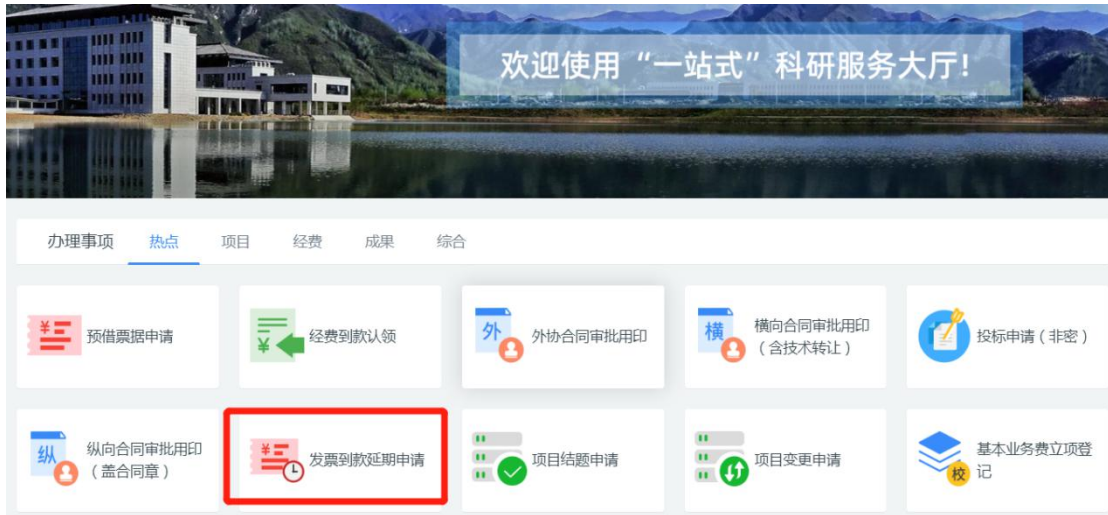 欢迎使用“一站式”科研服务大厅!
办理事项 热点 项目 经费 成果 综合
预借票据申请
经费到款认领
外
外协合同审批用印
横
横向合同审批用印
（含技术转让）
投标申请（非密）
纵
纵向合同审批用印
（盖合同章）
发票到款延期申请
项目结题申请
项目变更申请
校
基本业务费立项登
记